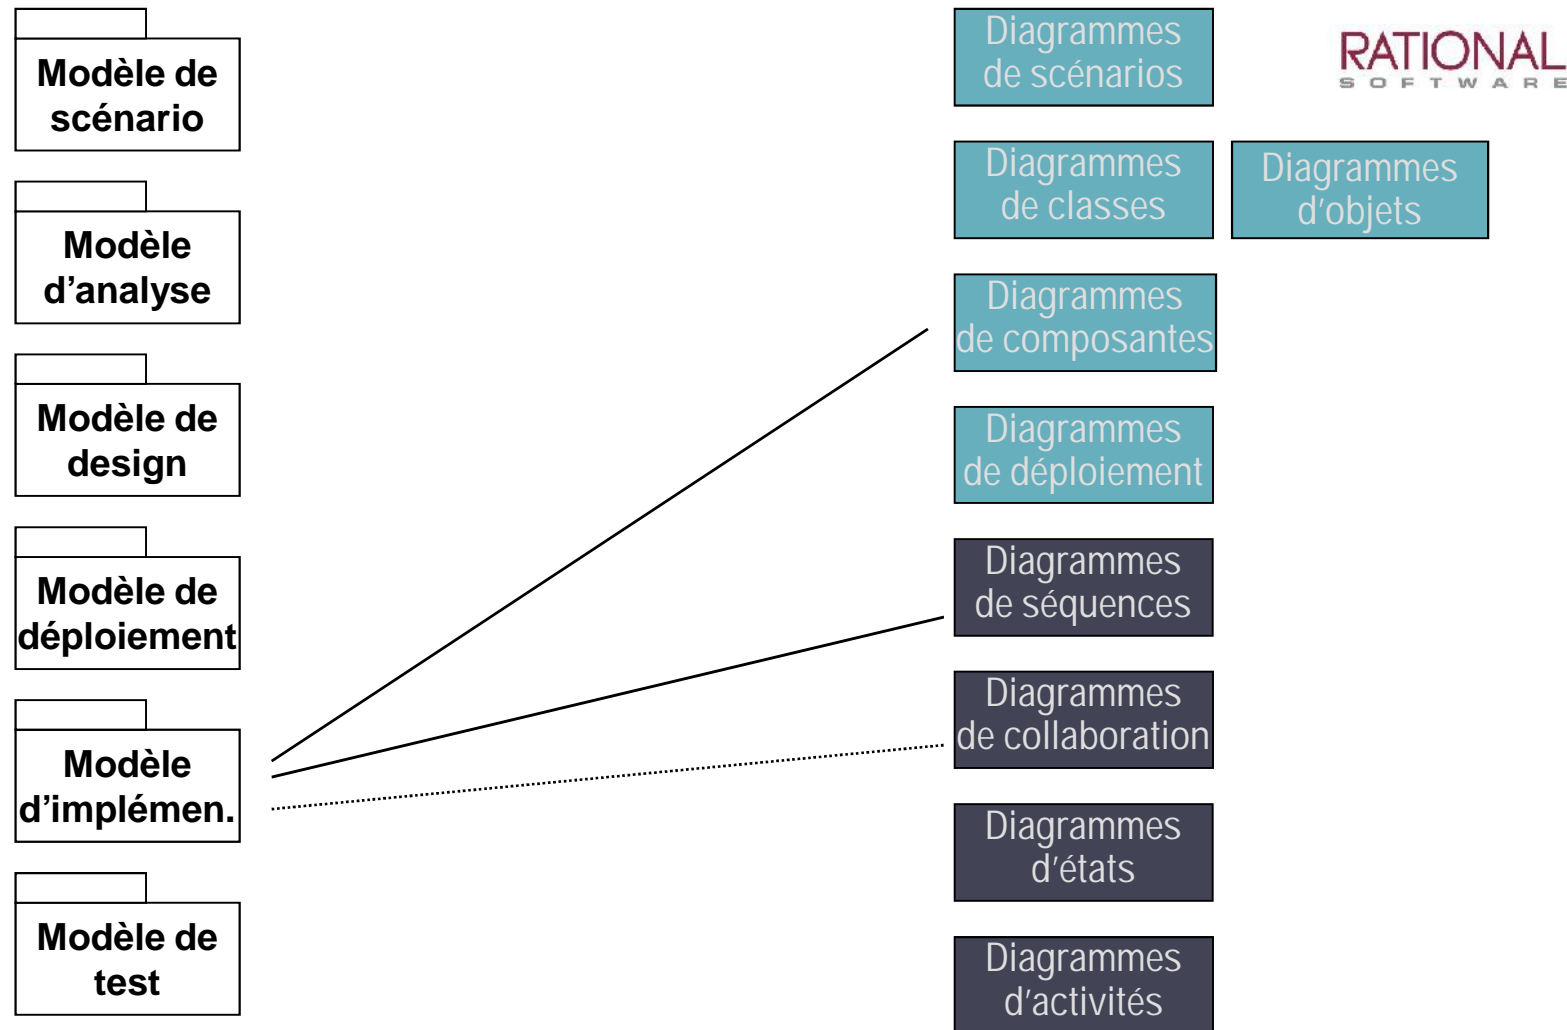 Modèle de
scénario
Modèle
d'analyse
Modèle de
design
Modèle de
déploiement
Modèle
d'implémen.
Modèle de
test
Diagrammes
de scénarios
Diagrammes
de classes
Diagrammes
d'objets
Diagrammes
de composantes
Diagrammes
de déploiement
Diagrammes
de séquences
Diagrammes
de collaboration
Diagrammes
d'états
Diagrammes
d'activités
RATIONAL
SOFTWARE